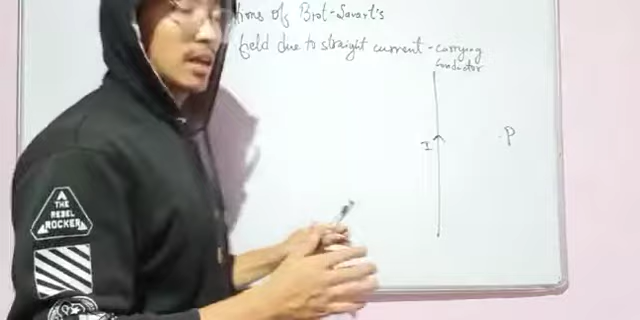 tions of Biot-Savart's
field due to straight current-carrying
conductor
I
P
THE
REBEL
ROCKER